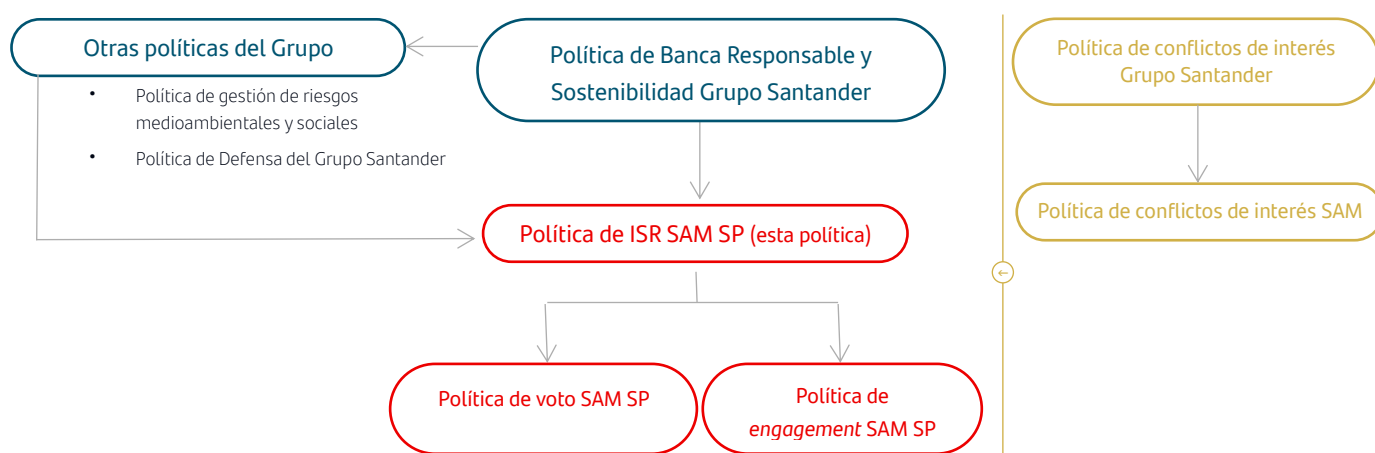 Otras políticas del Grupo
• Política de gestión de riesgos
medioambientales y sociales
• Política de Defensa del Grupo Santander
Política de Banca Responsable y
Sostenibilidad Grupo Santander
Política de conflictos de interés
Grupo Santander
Política de conflictos de interés SAM
Política de ISR SAM SP (esta política)
Política de voto SAM SP
Política de
engagement SAM SP